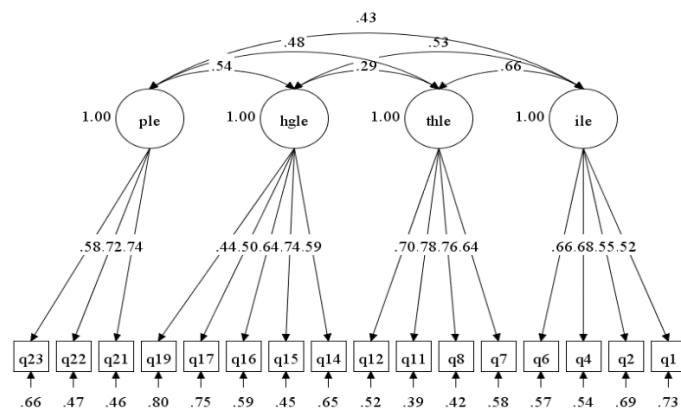 .43
.48 .53
.54 .29 .66
1.00 ple 1.00 hgle 1.00 thle 1.00 ile
.58.72.74 .44.50.64.74.59 .70.78.76.64 .66.68.55.52
q23 q22 q21 q19 q17 q16 q15 q14 q12 q11 q8 q7 q6 q4 q2 q1
.66 .47 .46 .80 .75 .59 .45 .65 .52 .39 .42 .58 .57 .54 .69 .73